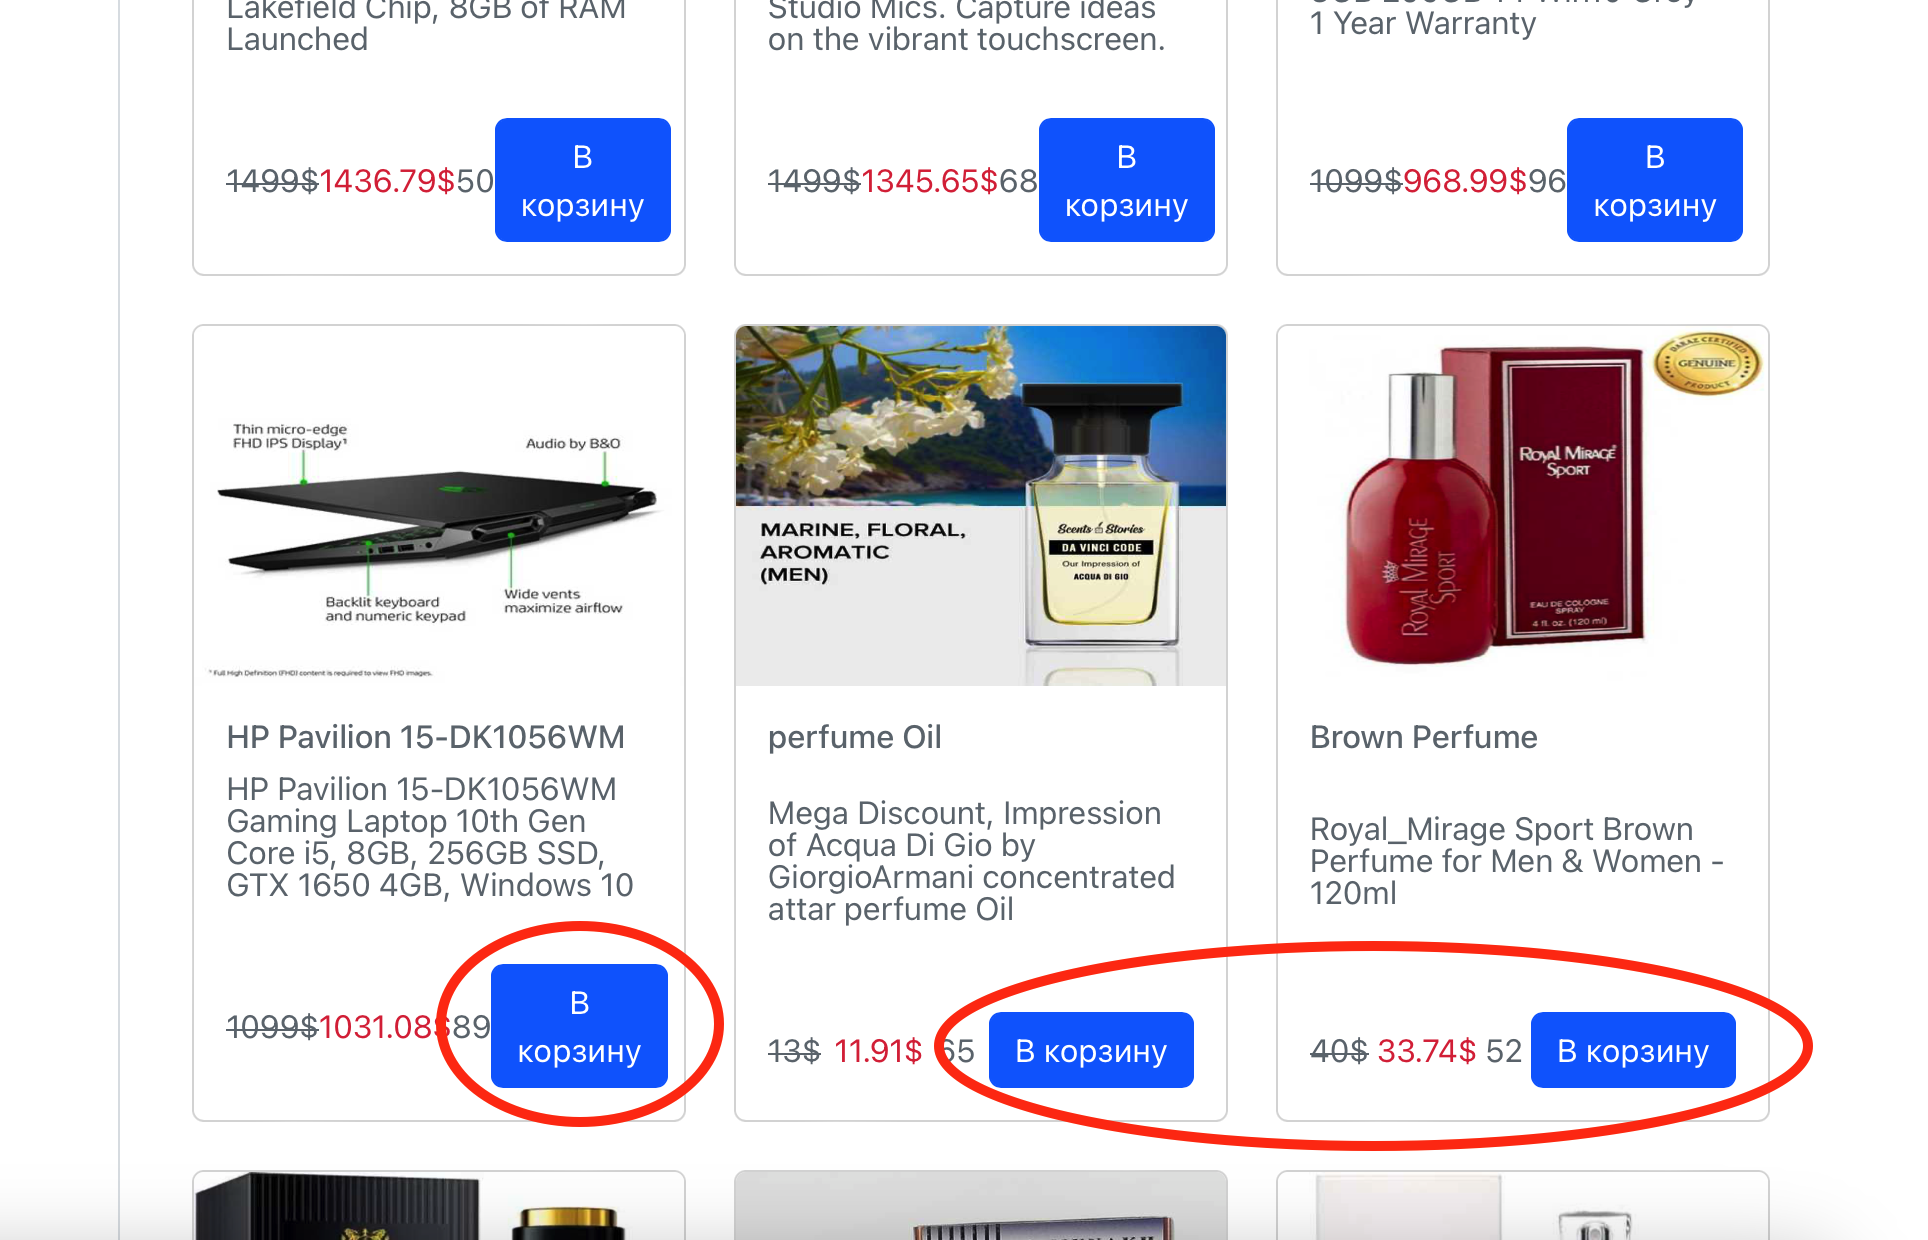 Lakefield Chip, 8GB of RAM
Launched
1499$1436.79$50
В
корзину
Studio Mics. Capture ideas
on the vibrant touchscreen.
1499$1345.65$68
В
корзину
1 Year Warranty
1099$968.99$96
В
корзину
Thin micro-edge
FHD IPS Display¹
Audio by B&O
Backlit keyboard
and numeric keypad
Wide vents
maximize airflow
* Full High Definition (FHD) content is required to view FHD images.
HP Pavilion 15-DK1056WM
HP Pavilion 15-DK1056WM
Gaming Laptop 10th Gen
Core i5, 8GB, 256GB SSD,
GTX 1650 4GB, Windows 10
1099$1031.08$89
В
корзину
MARINE, FLORAL,
AROMATIC
(MEN)
Scents Stories
DA VINCI CODE
Our Impression of
ACQUA DI GIO
perfume Oil
Mega Discount, Impression
of Acqua Di Gio by
GiorgioArmani concentrated
attar perfume Oil
13$ 11.91$ 65
В корзину
DARAZ CERTIFIED
GENUINE
PRODUCT
ROYAL MIRAGE®
SPORT
ROYAL MIRAGE
SPORT
EAU DE COLOGNE
SPRAY
4 fl. oz. (120 ml)
Brown Perfume
Royal_Mirage Sport Brown
Perfume for Men & Women -
120ml
40$ 33.74$ 52
В корзину